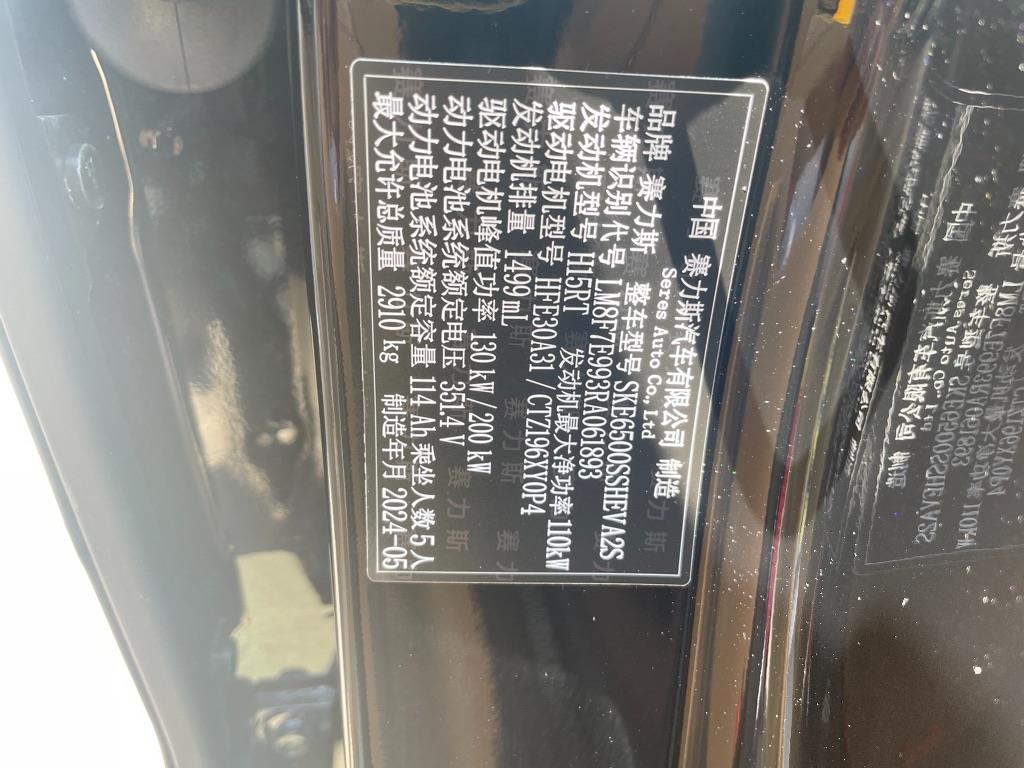 中国 赛力斯汽车有限公司 制造
Seres Auto Co., Ltd
品牌 赛力斯 整车型号 SKE6500SSHEVA2S
车辆识别代号 LM8F7E993RA061893
发动机型号 H15RT 发动机最大净功率 110kW
驱动电机型号 HFE30A31 / CTZ196XY0P4
发动机排量 1499 mL
驱动电机峰值功率 130 kW / 200 kW
动力电池系统额定电压 351.4 V
动力电池系统额定容量 114 Ah 乘坐人数 5人
最大允许总质量 2910 kg 制造年月 2024-05